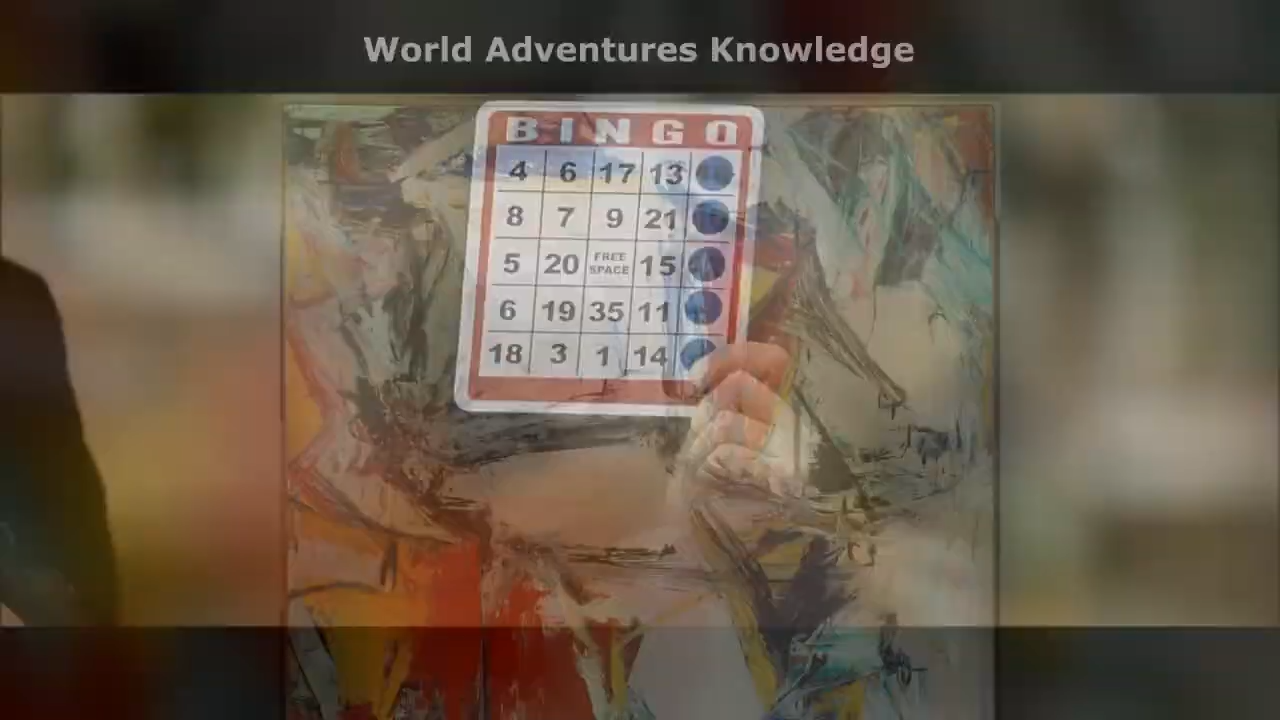 World Adventures Knowledge
B I N G O
4 6 17 13
8 7 9 21
5 20 FREE SPACE 15
6 19 35 11
18 3 1 14